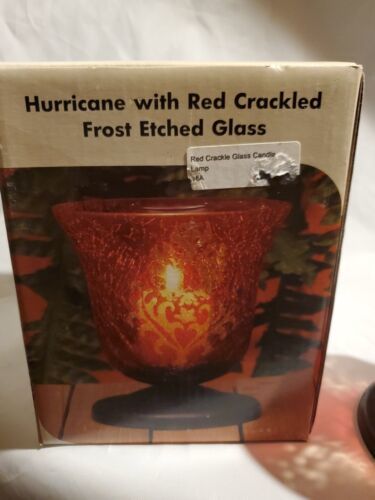 Hurricane with Red Crackled
Frost Etched Glass
Red Crackle Glass Candle
Lamp